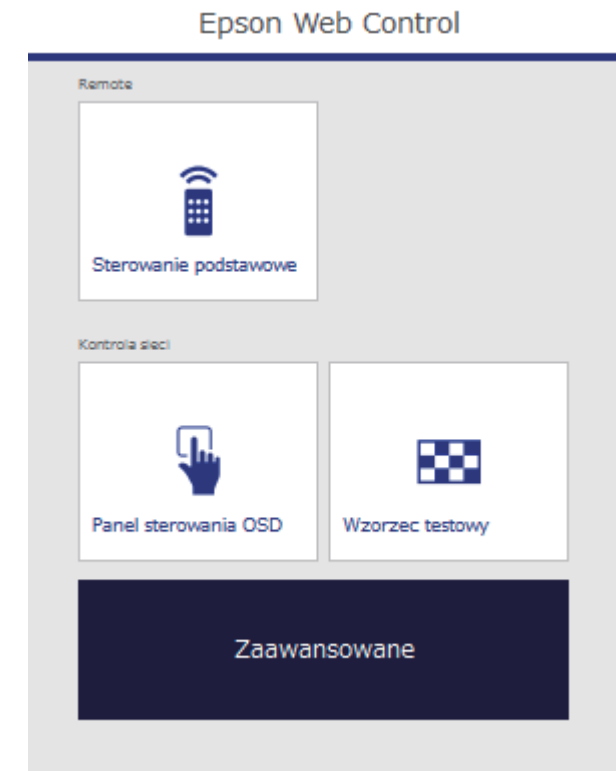 Epson Web Control
Remote
Sterowanie podstawowe
Kontrola sieci
Panel sterowania OSD
Wzorzec testowy
Zaawansowane